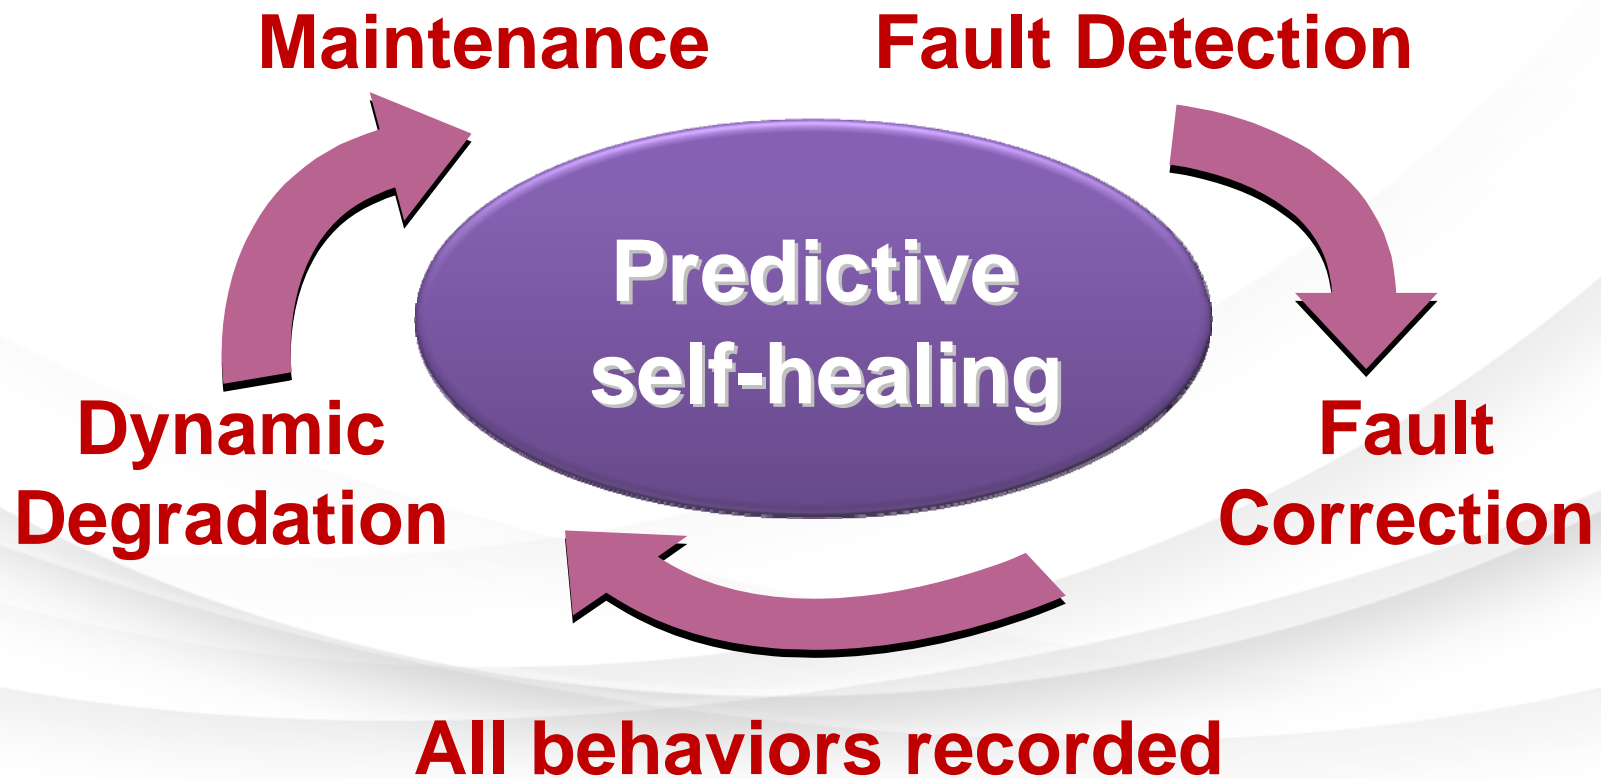 Maintenance
Fault Detection
Predictive
self-healing
Dynamic
Degradation
Fault
Correction
All behaviors recorded